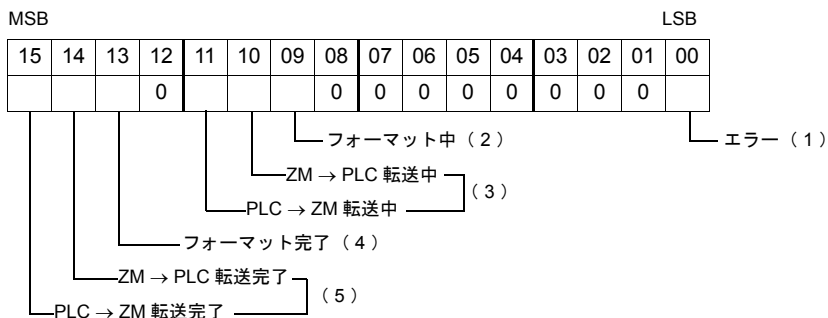 MSB LSB
15 14 13 12 11 10 09 08 07 06 05 04 03 02 01 00
0 0 0 0 0 0 0 0 0
フォーマット中（2） エラー（1）
ZM → PLC 転送中
（3）
PLC → ZM 転送中
フォーマット完了（4）
ZM → PLC 転送完了
（5）
PLC → ZM 転送完了